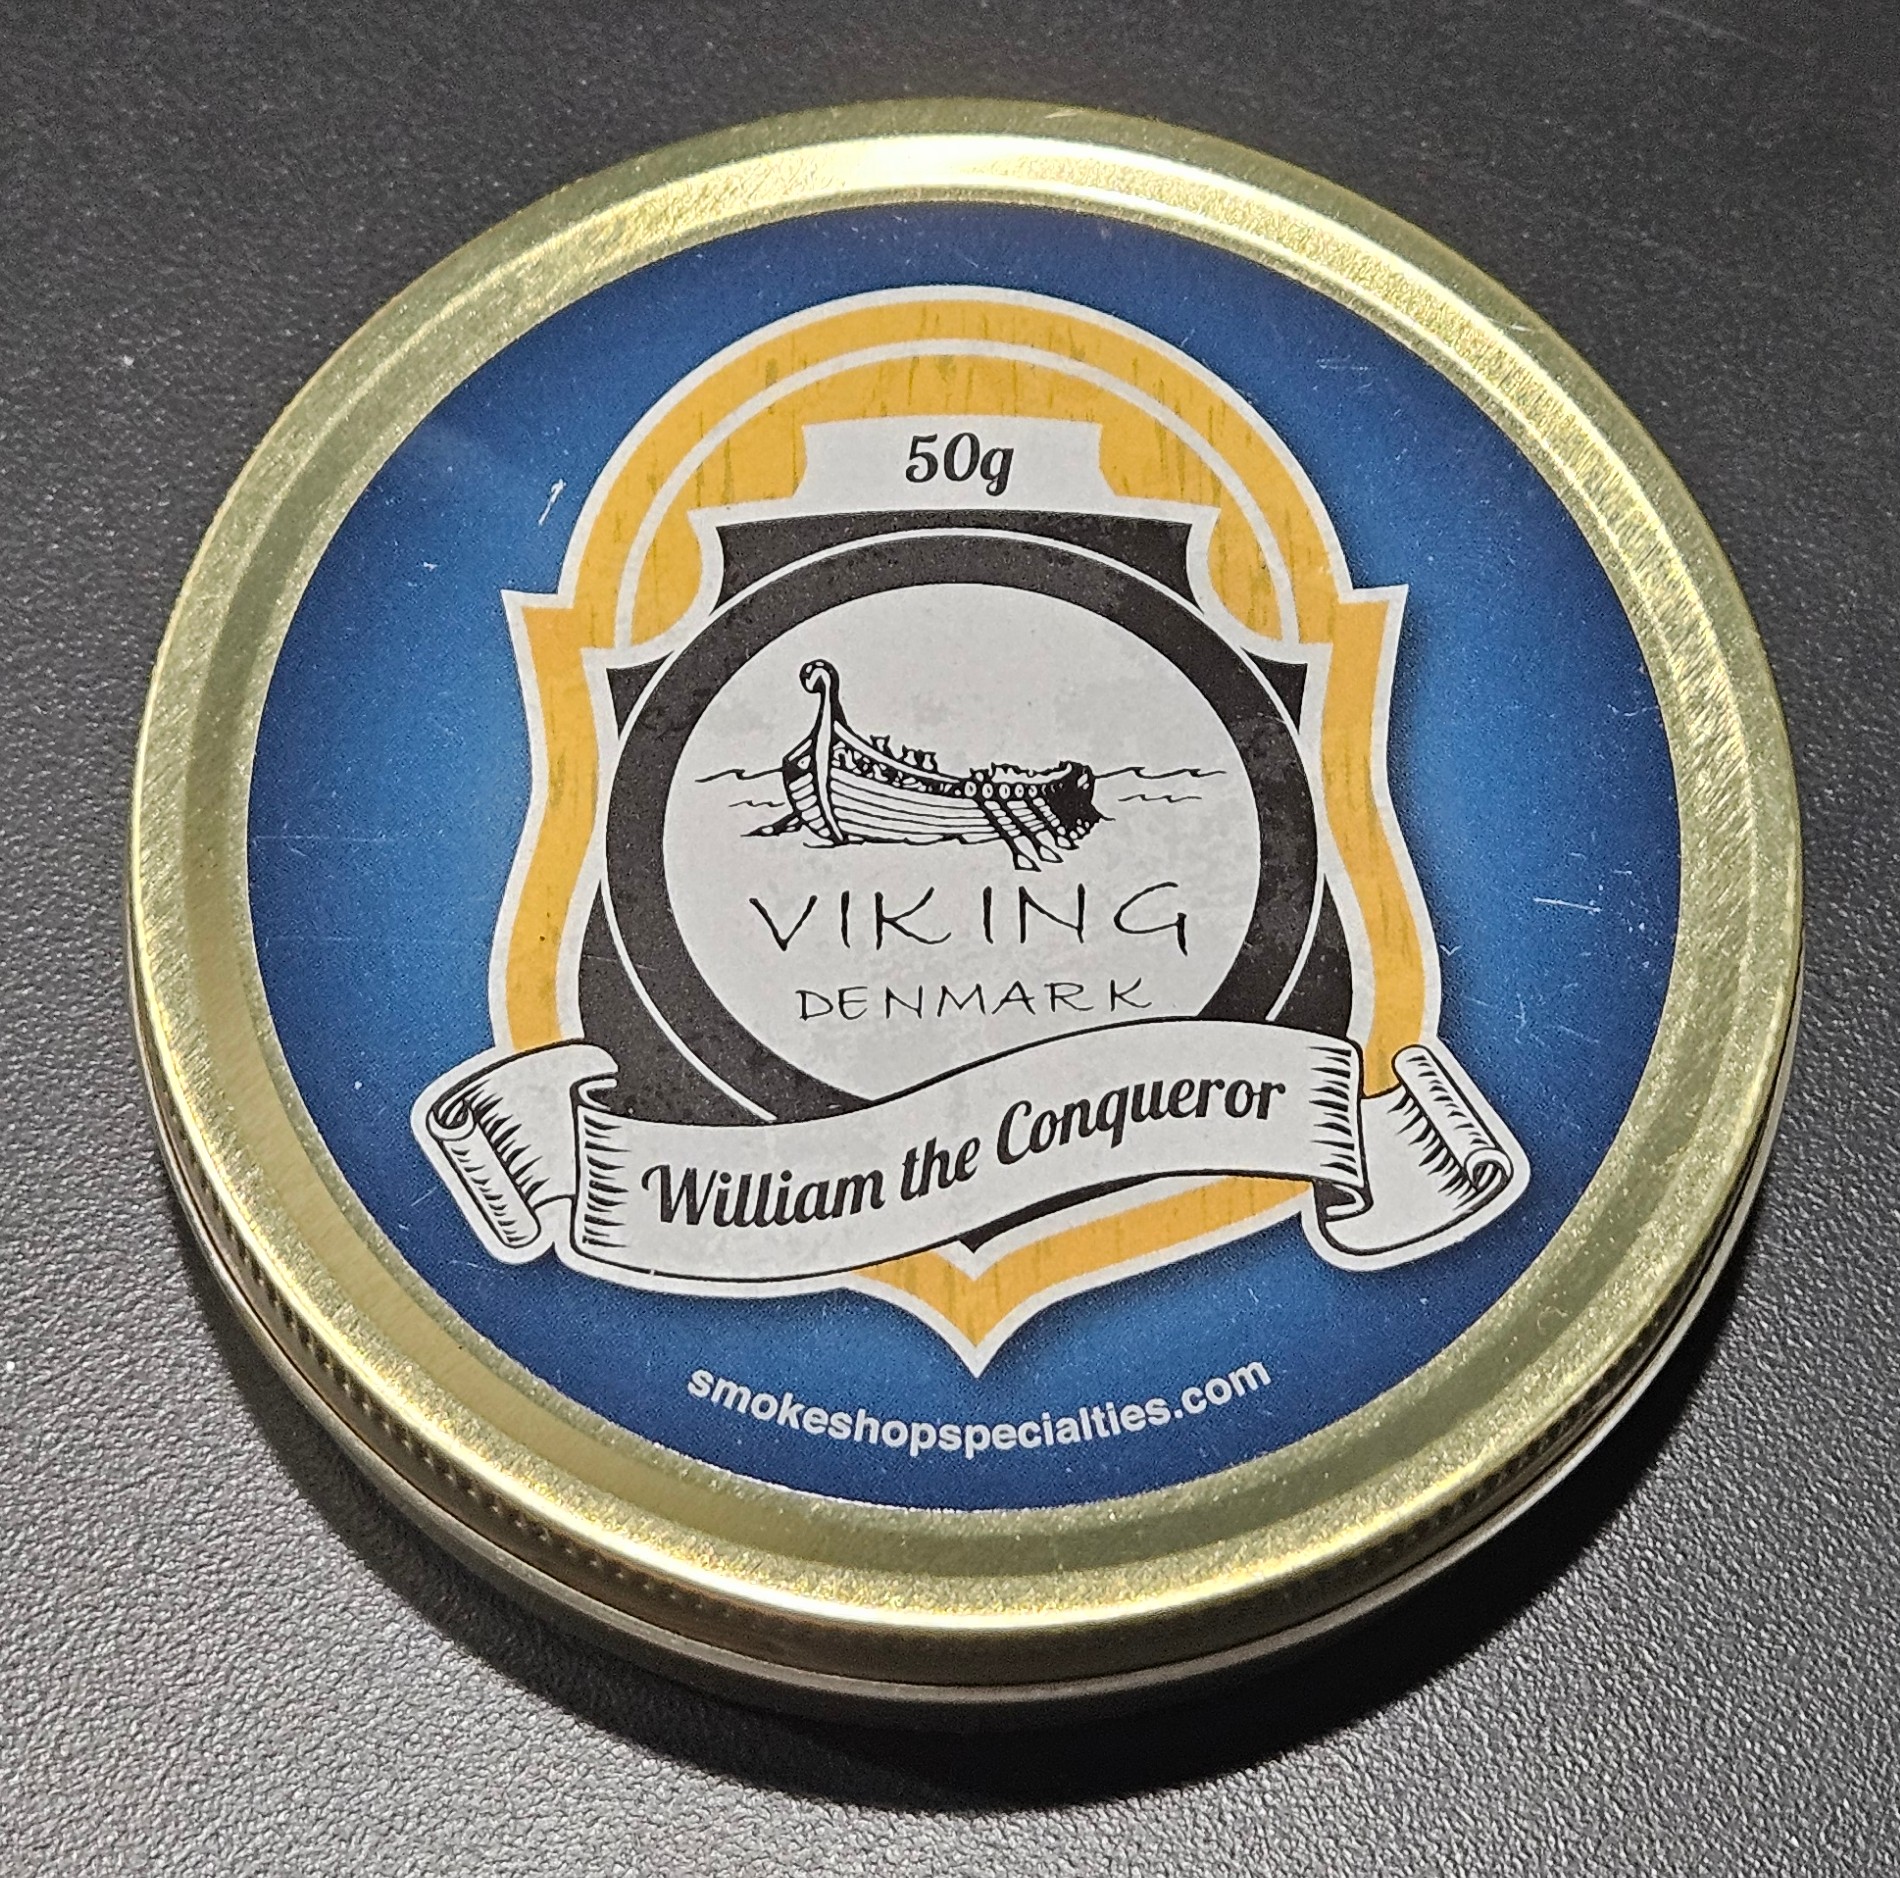 50g
VIKING
DENMARK
William the Conqueror
smokeshopspecialties.com